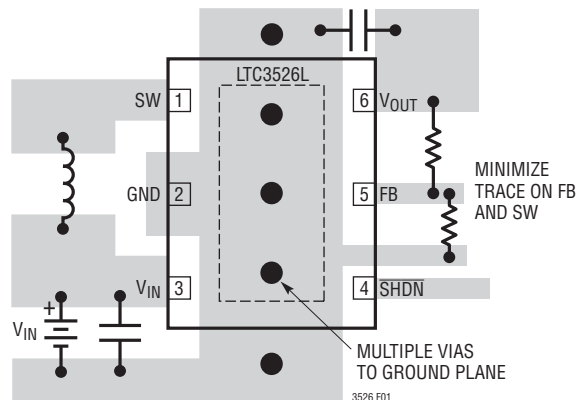 LTC3526L
SW 1
6 VOUT
GND 2
5 FB
MINIMIZE
TRACE ON FB
AND SW
VIN 3
4 SHDN
+
VIN
MULTIPLE VIAS
TO GROUND PLANE
3526 F01